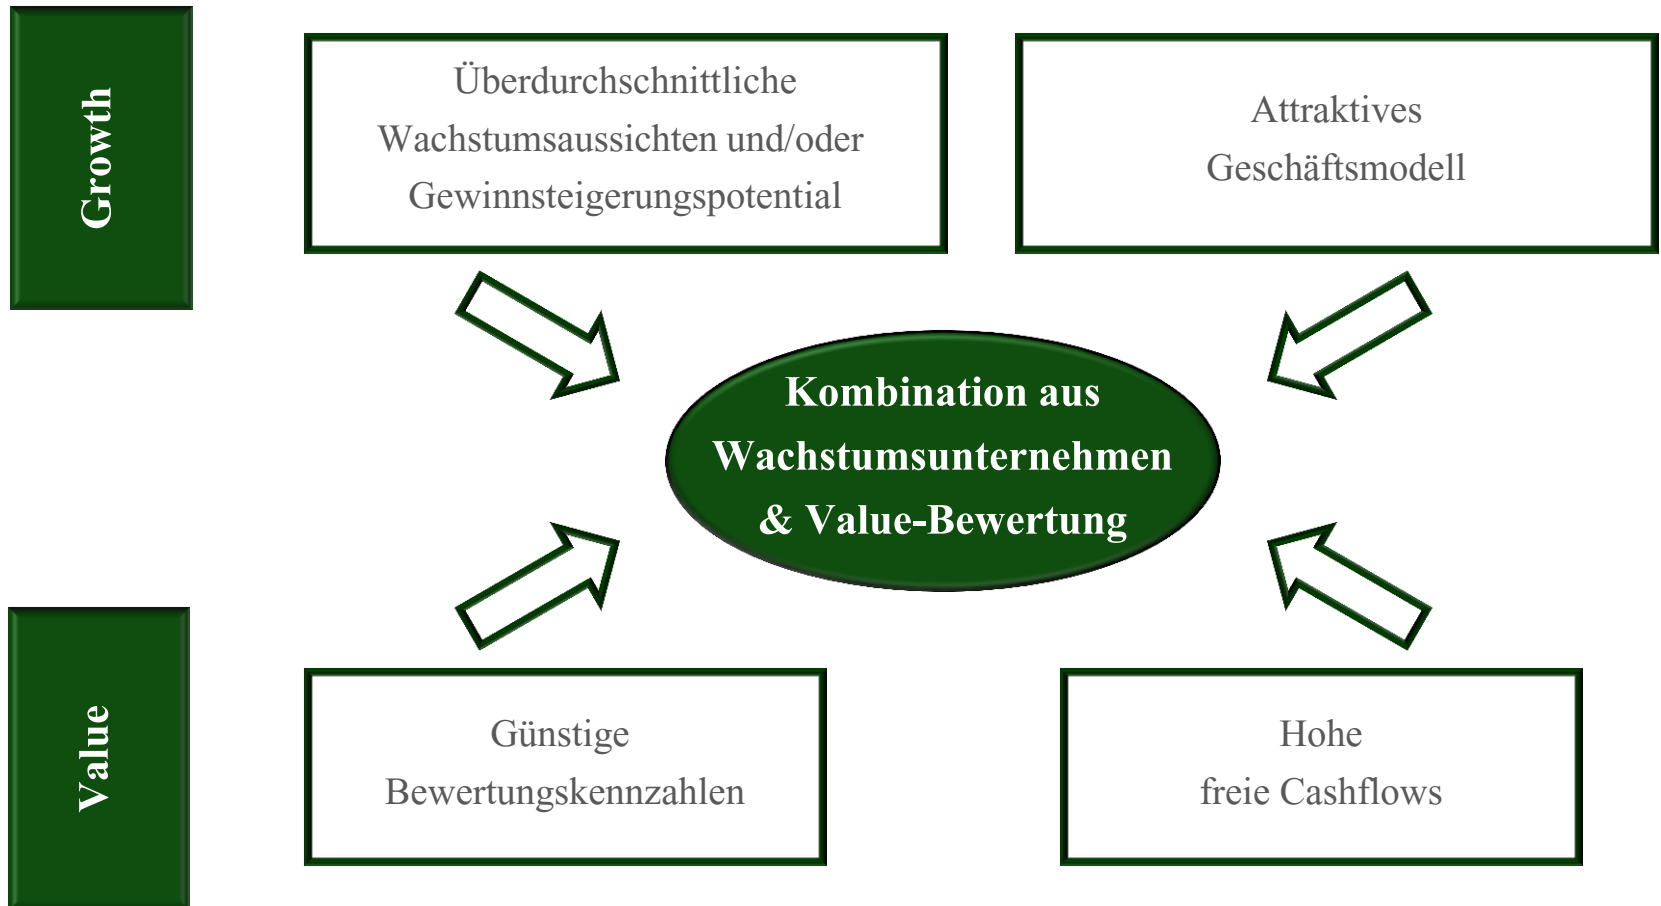 Growth
Überdurchschnittliche
Wachstumsaussichten und/oder
Gewinnsteigerungspotential
Attraktives
Geschäftsmodell
Kombination aus
Wachstumsunternehmen
& Value-Bewertung
Value
Günstige
Bewertungskennzahlen
Hohe
freie Cashflows